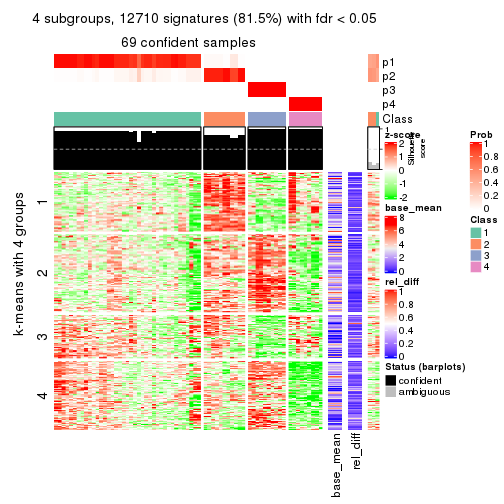 4 subgroups, 12710 signatures (81.5%) with fdr < 0.05
69 confident samples
p1
p2
p3
p4
Class
1
Silhouette
score
k-means with 4 groups
1
2
3
4
base_mean
rel_diff
z-score
2
1
0
-1
-2
base_mean
8
6
4
2
0
rel_diff
1
0.8
0.6
0.4
0.2
0
Status (barplots)
confident
ambiguous
Prob
1
0.8
0.6
0.4
0.2
0
Class
1
2
3
4